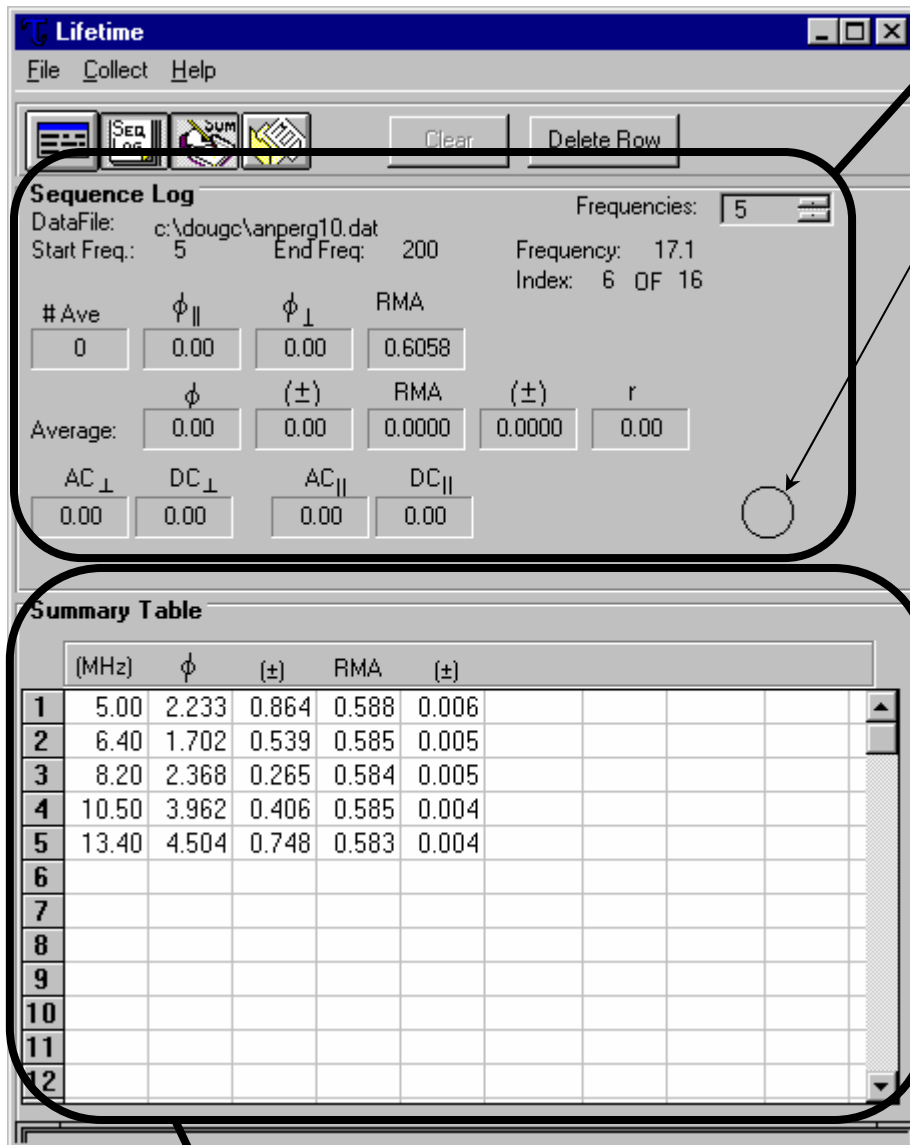 Lifetime
File Collect Help
SEQ LOG SUM Clear Delete Row
Sequence Log
Frequencies: 5
DataFile: c:\dougc\anperg10.dat
Start Freq.: 5 End Freq: 200 Frequency: 17.1
Index: 6 OF 16
# Ave ϕ|| ϕ⊥ RMA
0 0.00 0.00 0.6058
ϕ (±) RMA (±) r
Average: 0.00 0.00 0.0000 0.0000 0.00
AC⊥ DC⊥ AC|| DC||
0.00 0.00 0.00 0.00
Summary Table
(MHz) ϕ (±) RMA (±)
1 5.00 2.233 0.864 0.588 0.006
2 6.40 1.702 0.539 0.585 0.005
3 8.20 2.368 0.265 0.584 0.005
4 10.50 3.962 0.406 0.585 0.004
5 13.40 4.504 0.748 0.583 0.004
6
7
8
9
10
11
12